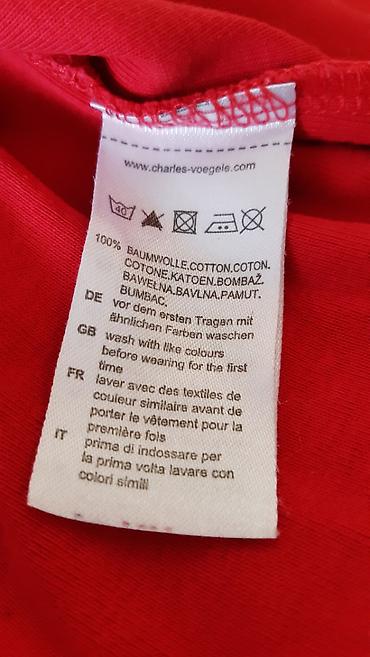 www.charles-voegele.com
40
100% BAUMWOLLE.COTTON.COTON.
COTONE.KATOEN.BOMBAŽ.
BAWEŁNA.BAVLNA.PAMUT.
BUMBAC.
DE vor dem ersten Tragen mit
ähnlichen Farben waschen
GB wash with like colours
before wearing for the first
time
FR laver avec des textiles de
couleur similaire avant de
porter le vêtement pour la
première fois
IT prima di indossare per
la prima volta lavare con
colori simili